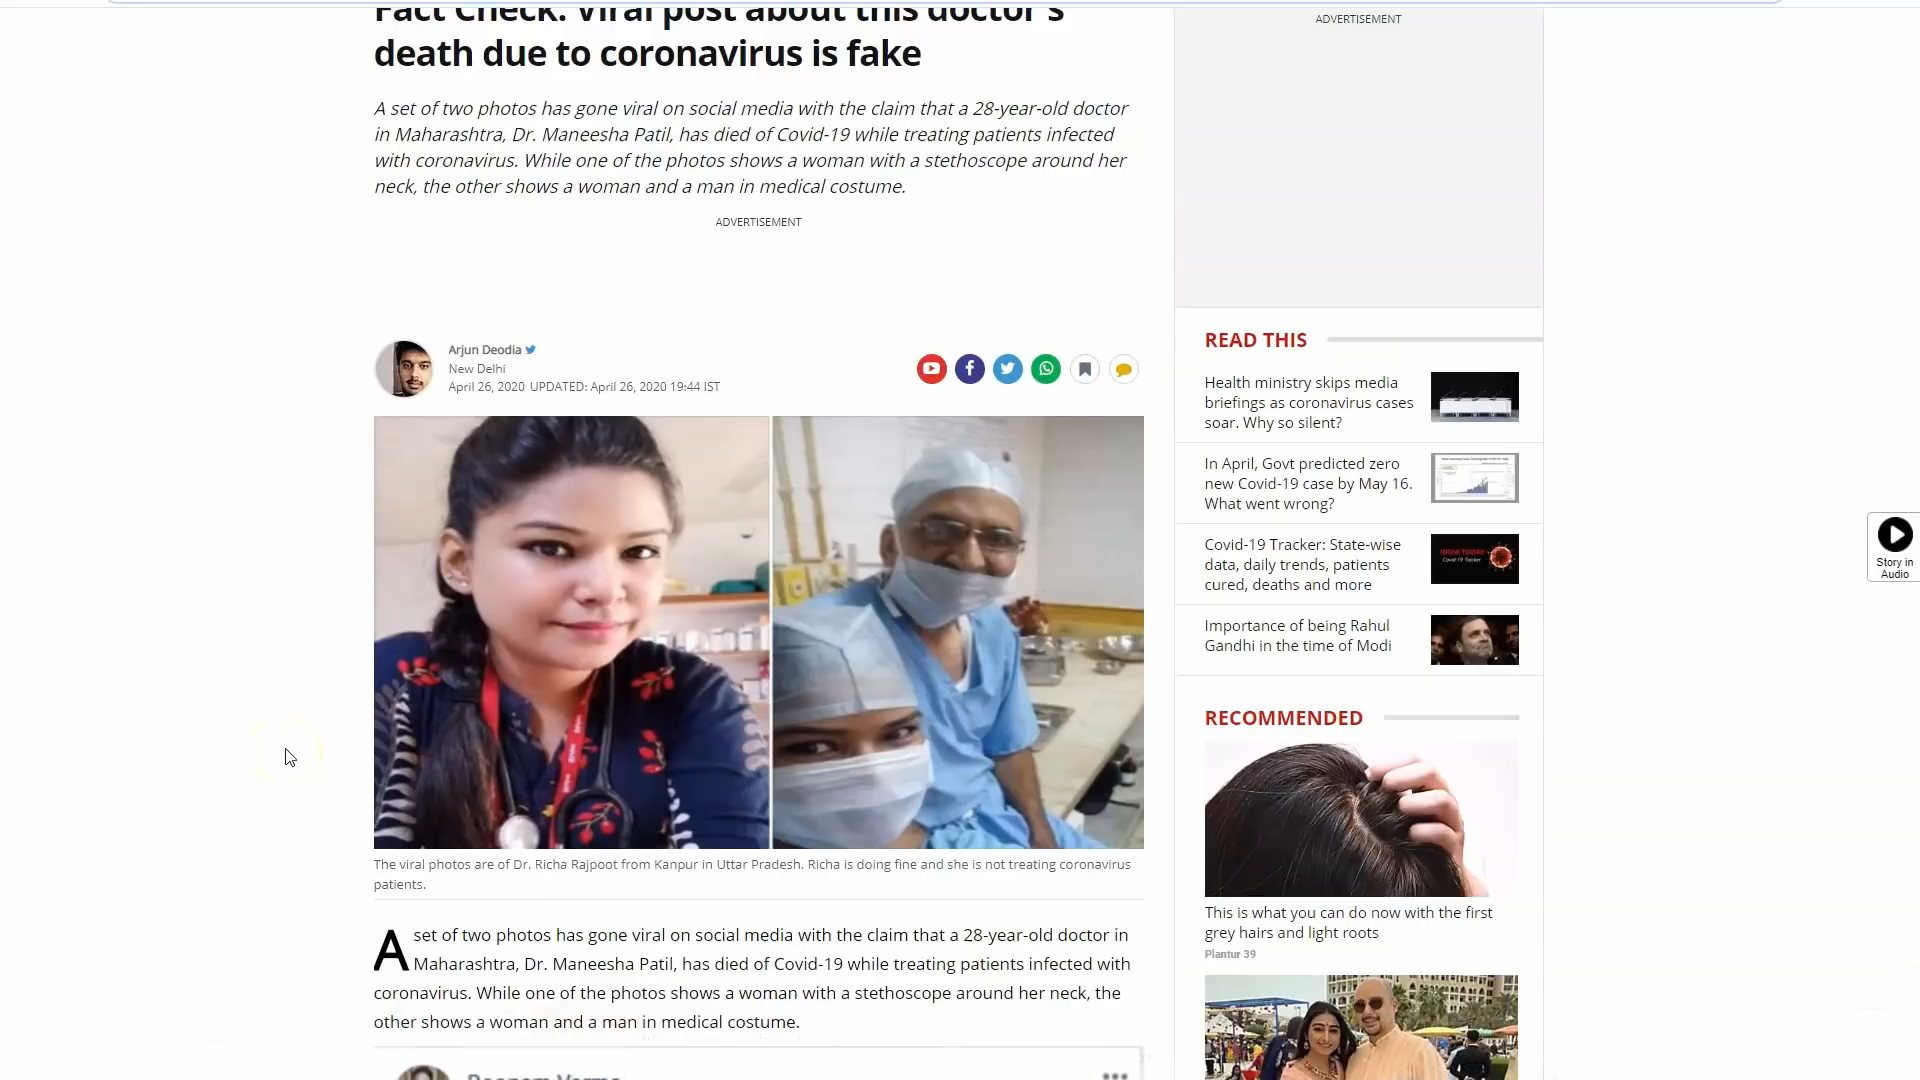 Fact Check: Viral post about this doctor's
death due to coronavirus is fake
A set of two photos has gone viral on social media with the claim that a 28-year-old doctor
in Maharashtra, Dr. Maneesha Patil, has died of Covid-19 while treating patients infected
with coronavirus. While one of the photos shows a woman with a stethoscope around her
neck, the other shows a woman and a man in medical costume.
ADVERTISEMENT
Arjun Deodia
New Delhi
April 26, 2020 UPDATED: April 26, 2020 19:44 IST
The viral photos are of Dr. Richa Rajpoot from Kanpur in Uttar Pradesh. Richa is doing fine and she is not treating coronavirus
patients.
A set of two photos has gone viral on social media with the claim that a 28-year-old doctor in
Maharashtra, Dr. Maneesha Patil, has died of Covid-19 while treating patients infected with
coronavirus. While one of the photos shows a woman with a stethoscope around her neck, the
other shows a woman and a man in medical costume.
ADVERTISEMENT
READ THIS
Health ministry skips media
briefings as coronavirus cases
soar. Why so silent?
In April, Govt predicted zero
new Covid-19 case by May 16.
What went wrong?
Covid-19 Tracker: State-wise
data, daily trends, patients
cured, deaths and more
INDIA TODAY
Covid-19 Tracker
Importance of being Rahul
Gandhi in the time of Modi
RECOMMENDED
This is what you can do now with the first
grey hairs and light roots
Plantur 39
Story in
Audio